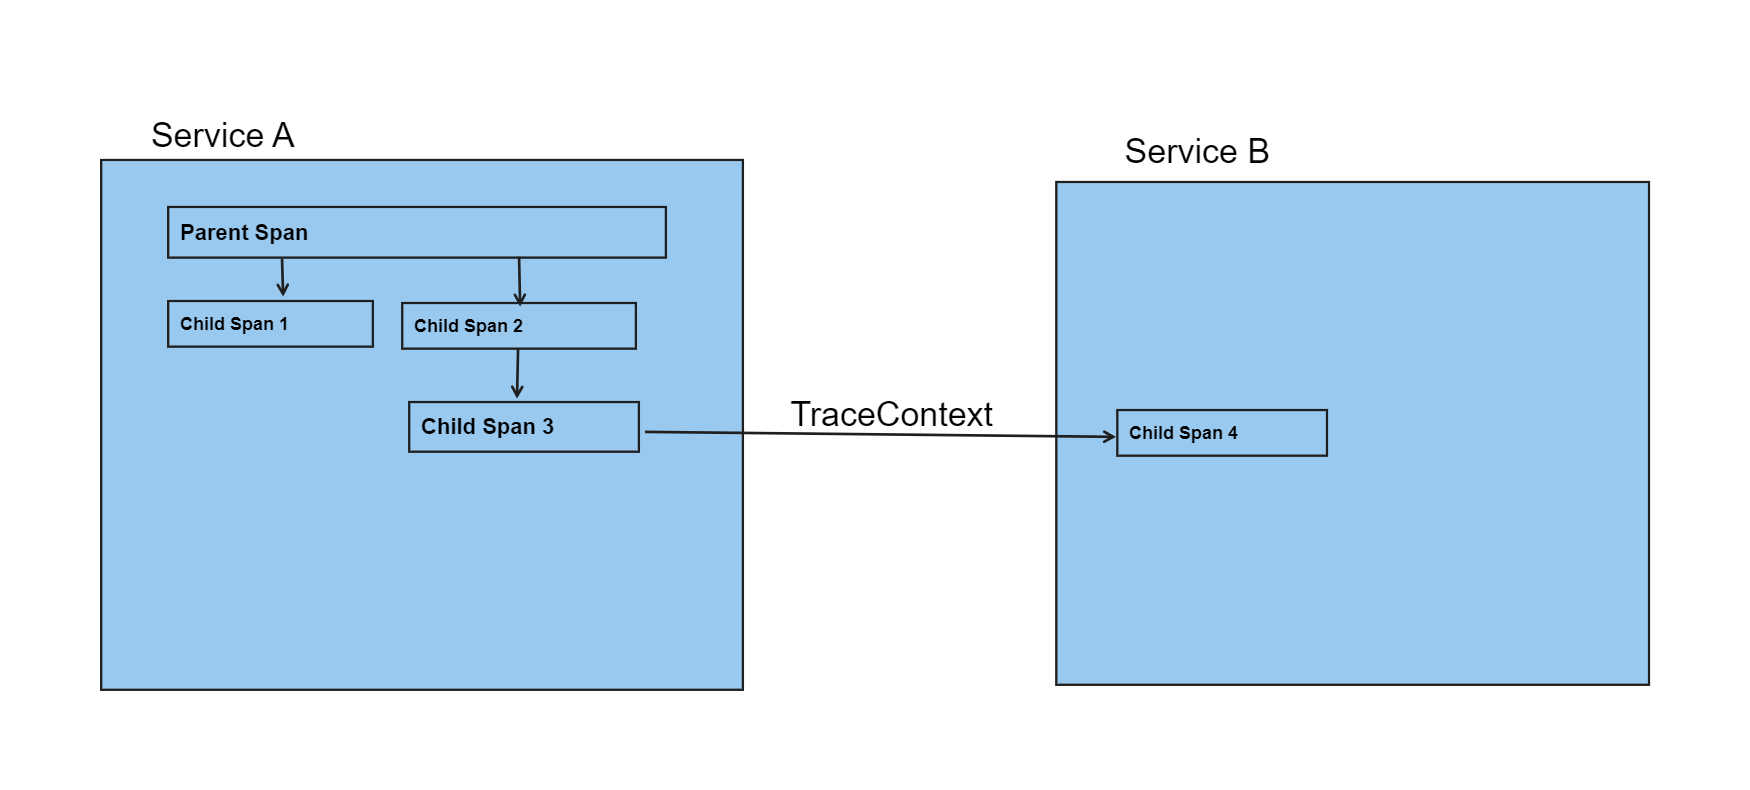 Service A
Service B
Parent Span
Child Span 1
Child Span 2
Child Span 3
TraceContext
Child Span 4